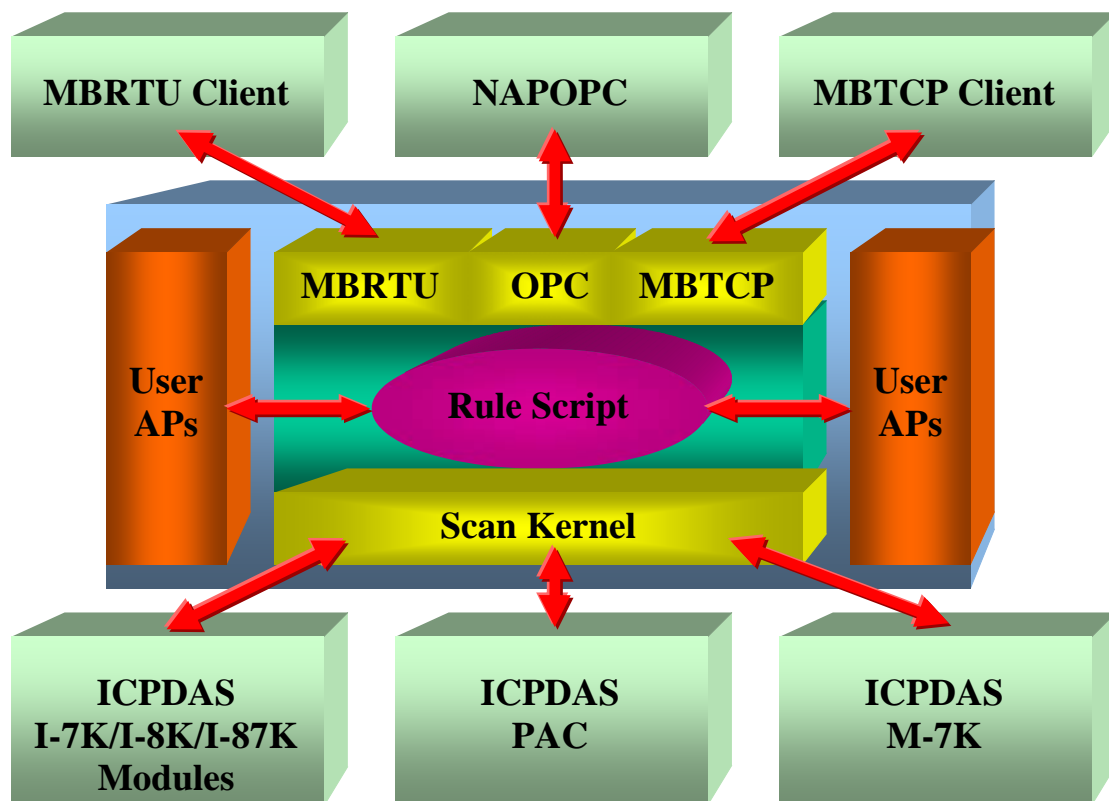 MBRTU Client
NAPOPC
MBTCP Client
MBRTU
OPC
MBTCP
User
APs
Rule Script
User
APs
Scan Kernel
ICPDAS
I-7K/I-8K/I-87K
Modules
ICPDAS
PAC
ICPDAS
M-7K